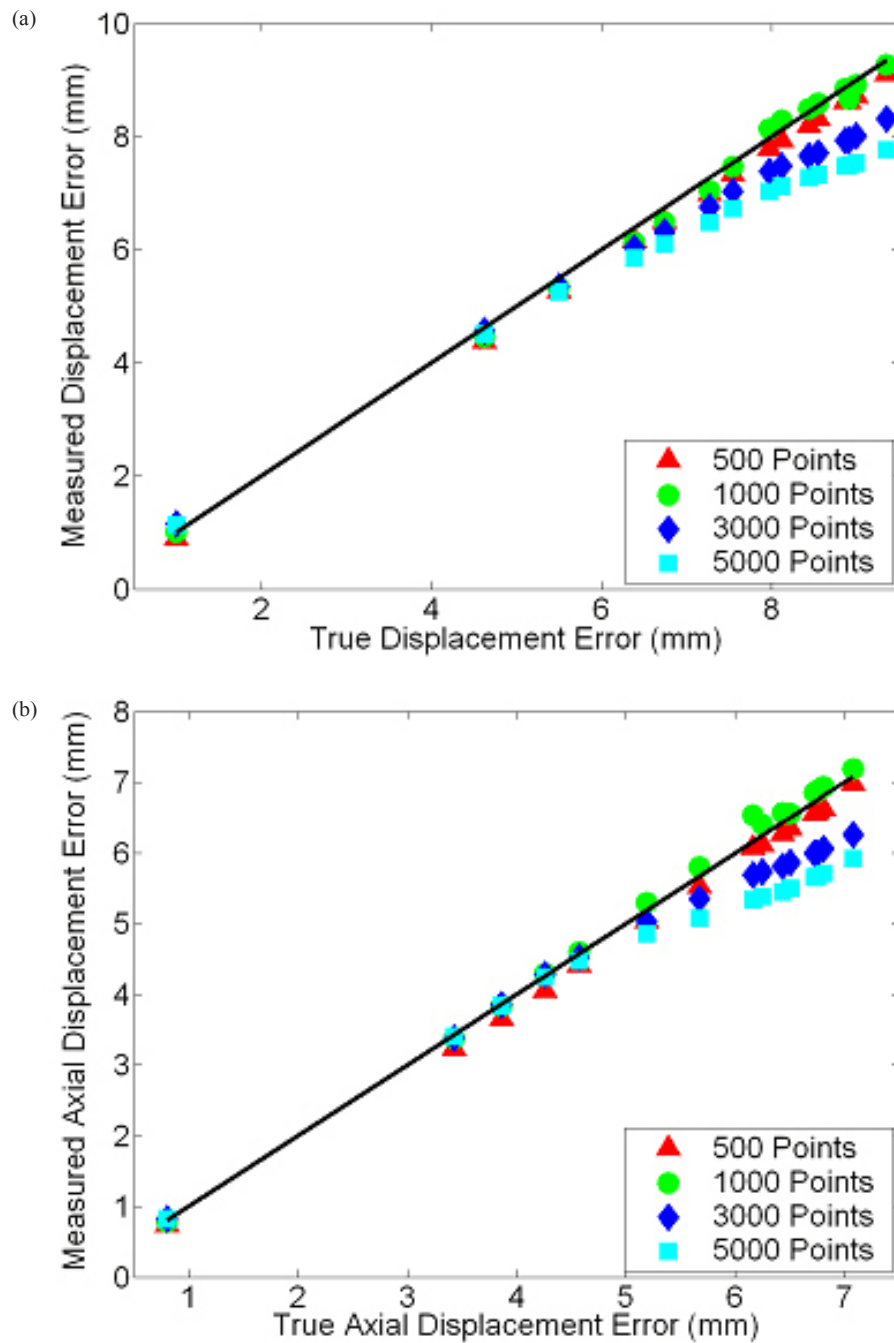 (a)
Measured Displacement Error (mm)
10
8
6
4
2
0
500 Points
1000 Points
3000 Points
5000 Points
2 4 6 8
True Displacement Error (mm)
(b)
Measured Axial Displacement Error (mm)
8
7
6
5
4
3
2
1
0
500 Points
1000 Points
3000 Points
5000 Points
1 2 3 4 5 6 7
True Axial Displacement Error (mm)